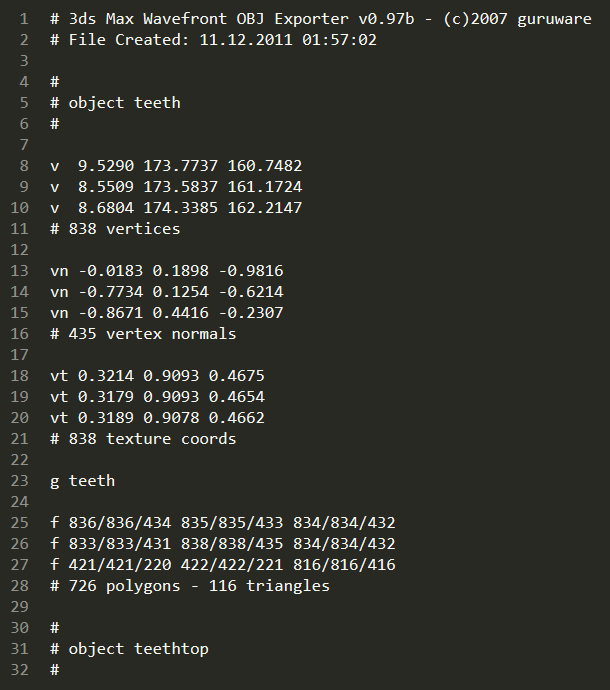 1 # 3ds Max Wavefront OBJ Exporter v0.97b - (c)2007 guruware
2 # File Created: 11.12.2011 01:57:02
3
4 #
5 # object teeth
6 #
7
8 v  9.5290 173.7737 160.7482
9 v  8.5509 173.5837 161.1724
10 v  8.6804 174.3385 162.2147
11 # 838 vertices
12
13 vn -0.0183 0.1898 -0.9816
14 vn -0.7734 0.1254 -0.6214
15 vn -0.8671 0.4416 -0.2307
16 # 435 vertex normals
17
18 vt 0.3214 0.9093 0.4675
19 vt 0.3179 0.9093 0.4654
20 vt 0.3189 0.9078 0.4662
21 # 838 texture coords
22
23 g teeth
24
25 f 836/836/434 835/835/433 834/834/432
26 f 833/833/431 838/838/435 834/834/432
27 f 421/421/220 422/422/221 816/816/416
28 # 726 polygons - 116 triangles
29
30 #
31 # object teethtop
32 #